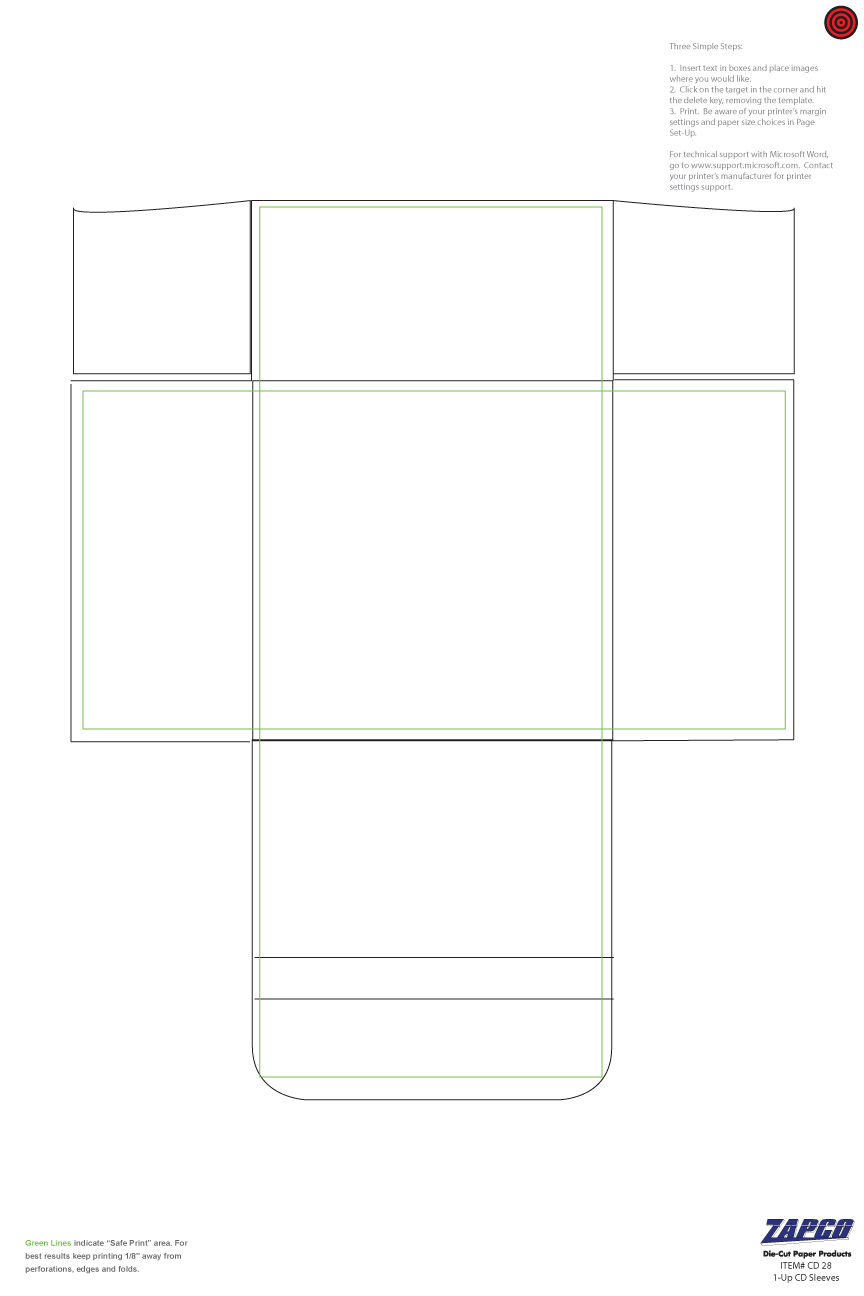 Three Simple Steps:
1.  Insert text in boxes and place images
where you would like.
2.  Click on the target in the corner and hit
the delete key, removing the template.
3.  Print.  Be aware of your printer's margin
settings and paper size choices in Page
Set-Up.
For technical support with Microsoft Word,
go to www.support.microsoft.com.  Contact
your printer's manufacturer for printer
settings support.
Green Lines indicate “Safe Print” area. For
best results keep printing 1/8" away from
perforations, edges and folds.
ZAPCO
Die-Cut Paper Products
ITEM# CD 28
1-Up CD Sleeves